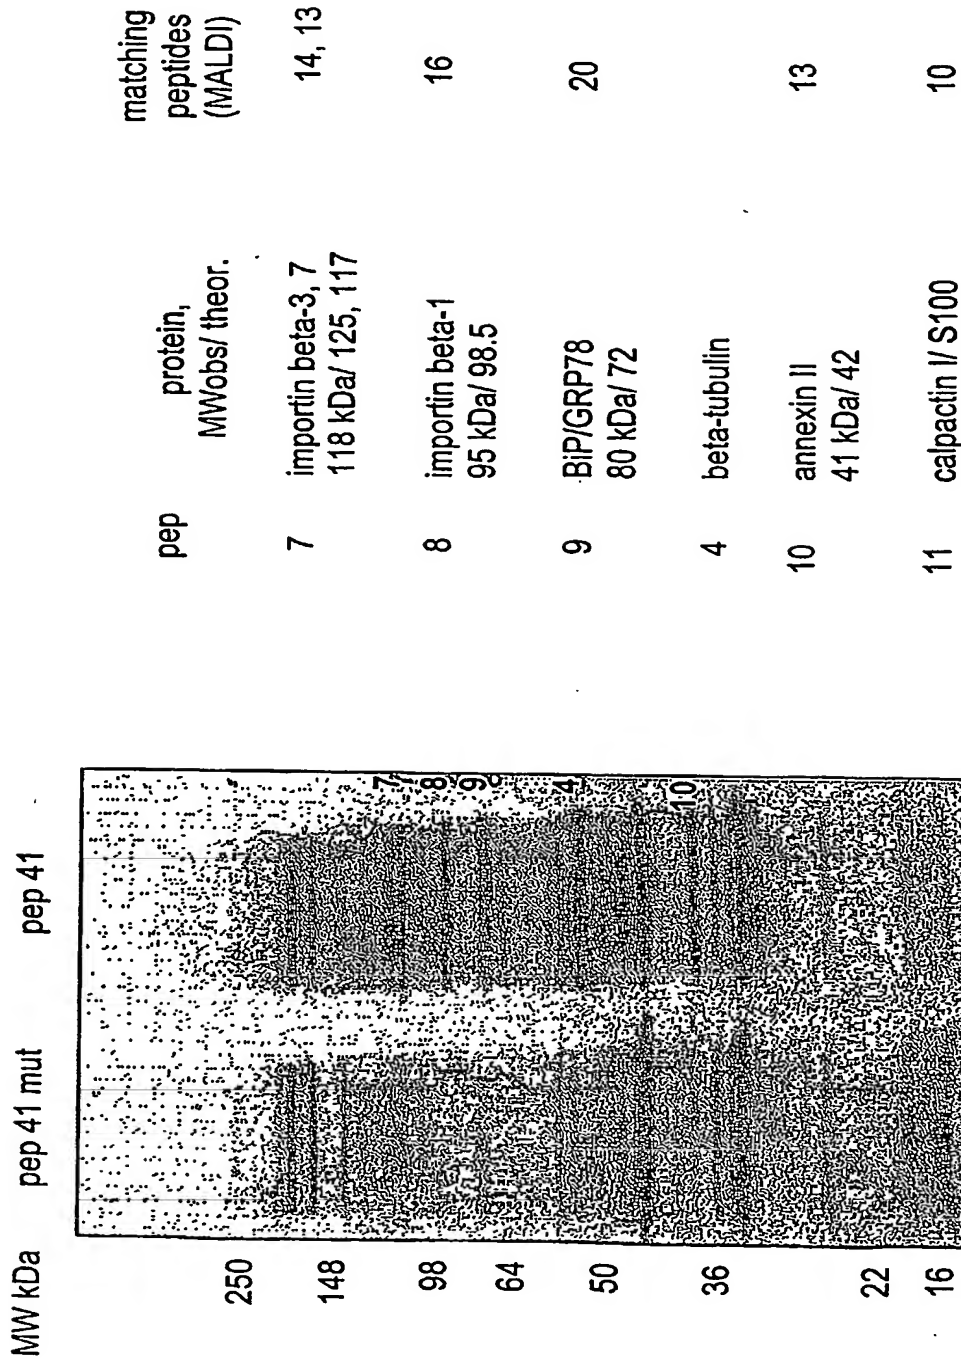 MW kDa
pep 41 mut
pep 41
250
148
98
64
50
36
22
16
7
8
9
4
10
pep
protein,
MWobs/ theor.
matching
peptides
(MALDI)
7
importin beta-3, 7
118 kDa/ 125, 117
14, 13
8
importin beta-1
95 kDa/ 98.5
16
9
BiP/GRP78
80 kDa/ 72
20
4
beta-tubulin
10
annexin II
41 kDa/ 42
13
11
calpactin I/ S100
10